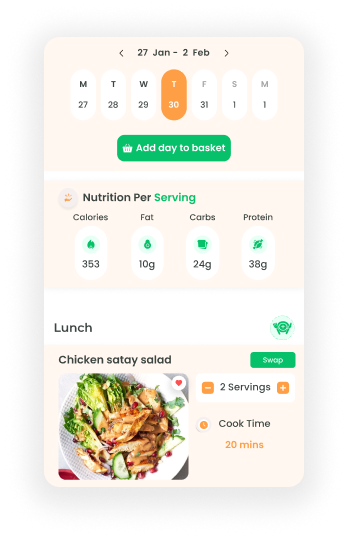 27 Jan - 2 Feb
M T W T F S M
27 28 29 30 31 1 1
Add day to basket
Nutrition Per Serving
Calories Fat Carbs Protein
353 10g 24g 38g
Lunch
Chicken satay salad
Swap
2 Servings
Cook Time
20 mins